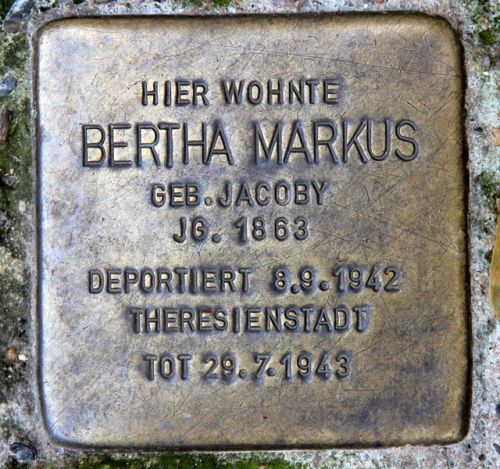 HIER WOHNTE
BERTHA MARKUS
GEB. JACOBY
JG. 1863
DEPORTIERT 8.9.1942
THERESIENSTADT
TOT 29.7.1943